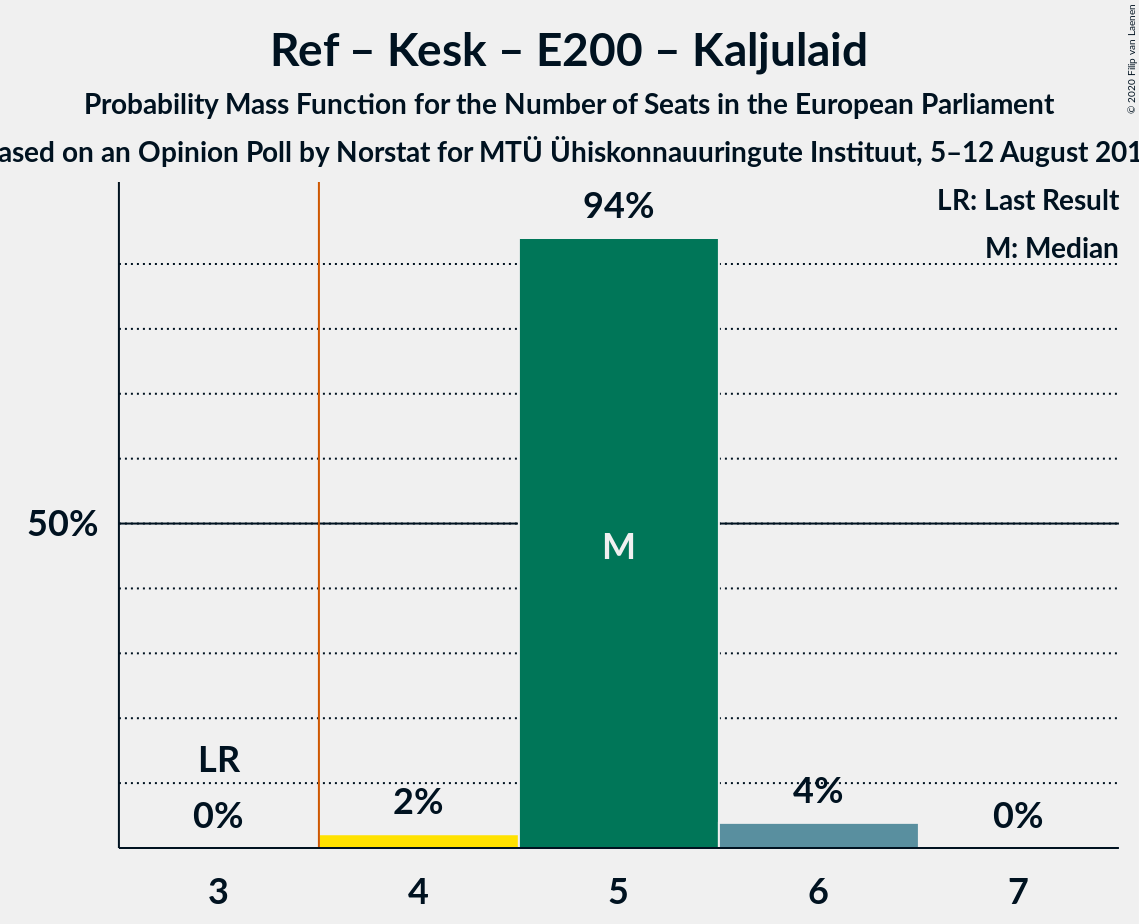 Ref – Kesk – E200 – Kaljulaid
Probability Mass Function for the Number of Seats in the European Parliament
on an Opinion Poll by Norstat for MTÜ Ühiskonnauuringute Instituut, 5–12 August
© 2020 Filip van Laenen
LR: Last Result
M: Median
94%
50%
M
LR
0%
2%
4%
0%
3 4 5 6 7